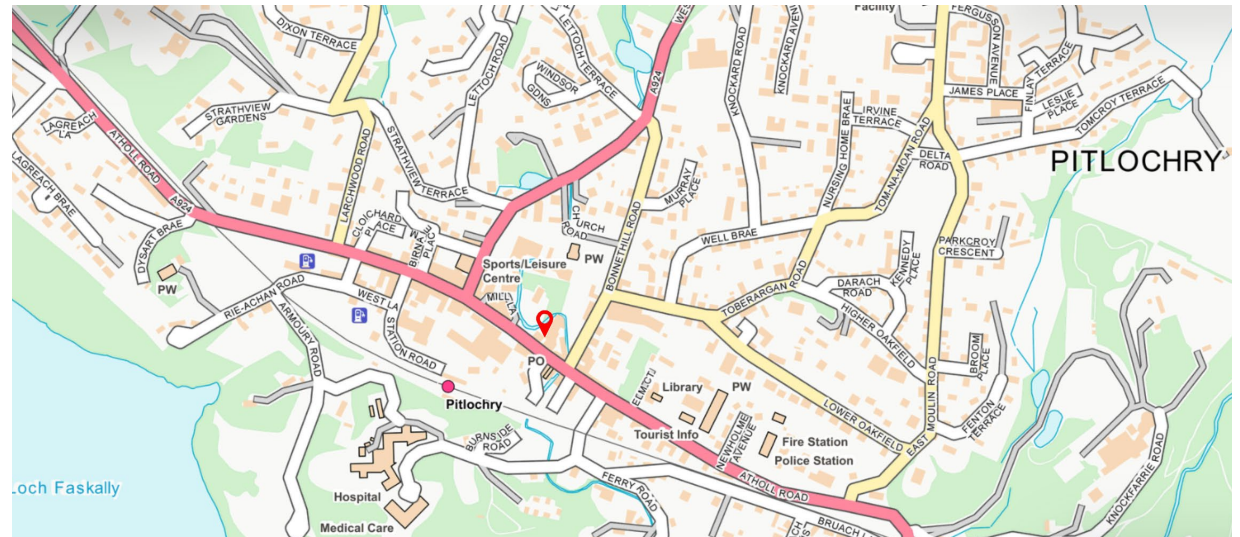 DIXON TERRACE
LETTOCH ROAD
LETTOCH TERRACE
WINDSOR
GDNS
A924
WES
KNOCKARD ROAD
KNOCKARD AVEN
Facility
FERGUSSON AVENUE
JAMES PLACE
FINLAY TERRACE
LESLIE
PLACE
TOMCROY TERRACE
STRATHVIEW
GARDENS
LAGREACH
LA
ATHOLL ROAD
LAGREACH BRAE
A924
DYSART BRAE
PW
LARCHWOOD ROAD
STRATHVIEW TERRACE
PLACE
CHURCH
ROAD
PW
MURRAY
PLACE
BONNETHILL ROAD
WELL BRAE
NURSING HOME BRAE
IRVINE
TERRACE
TOM-NA-MOAN ROAD
DELTA
ROAD
PITLOCHRY
PARKCROY
CRESCENT
KENNEDY
PLACE
DARACH
ROAD
TOBERARGAN ROAD
HIGHER OAKFIELD
BROOM
PLACE
FENTON
TERRACE
EAST MOULIN ROAD
LOWER OAKFIELD
Sports/Leisure
Centre
MILL LA
RIE-ACHAN ROAD
WEST LA
STATION ROAD
ARMOURY ROAD
Pitlochry
PO
Library
PW
Tourist Info
NEWHOLME
AVENUE
Fire Station
Police Station
ATHOLL ROAD
BURNSIDE
ROAD
FERRY ROAD
Hospital
Medical Care
Loch Faskally
BRUACH L
KNOCKFARRIE ROAD